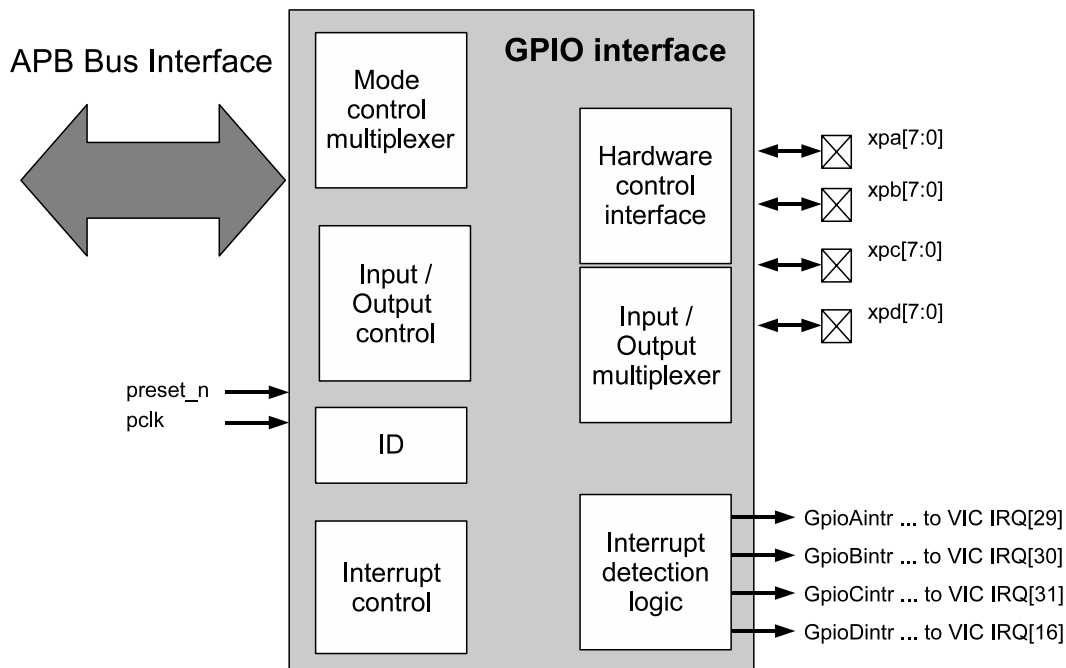 GPIO interface
APB Bus Interface
Mode
control
multiplexer
Hardware
control
interface
xpa[7:0]
xpb[7:0]
xpc[7:0]
xpd[7:0]
Input /
Output
control
Input /
Output
multiplexer
preset_n
pclk
ID
Interrupt
control
Interrupt
detection
logic
GpioAintr ... to VIC IRQ[29]
GpioBintr ... to VIC IRQ[30]
GpioCintr ... to VIC IRQ[31]
GpioDintr ... to VIC IRQ[16]